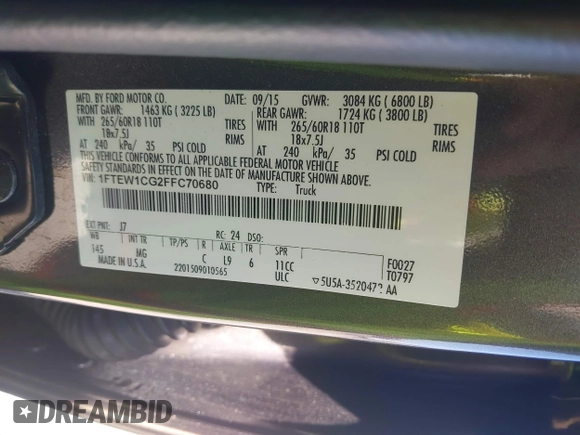 MFD. BY FORD MOTOR CO. DATE: 09/15 GVWR: 3084 KG ( 6800 LB)
FRONT GAWR: 1463 KG ( 3225 LB) REAR GAWR: 1724 KG ( 3800 LB)
WITH 265/60R18 110T TIRES WITH 265/60R18 110T TIRES
18x7.5J RIMS 18x7.5J RIMS
AT 240 kPa/ 35 PSI COLD AT 240 kPa/ 35 PSI COLD
THIS VEHICLE CONFORMS TO ALL APPLICABLE FEDERAL MOTOR VEHICLE
SAFETY STANDARDS IN EFFECT ON THE DATE OF MANUFACTURE SHOWN ABOVE.
VIN: 1FTEW1CG2FFC70680 TYPE: Truck
EXT PNT: J7 RC: 24 DSO:
WB INT TR TP/PS R AXLE TR SPR
145 MG C L9 6 11CC F0027
MADE IN U.S.A. 2201509010565 ULC T0797
▽5U5A-3520472 AA
DREAMBID